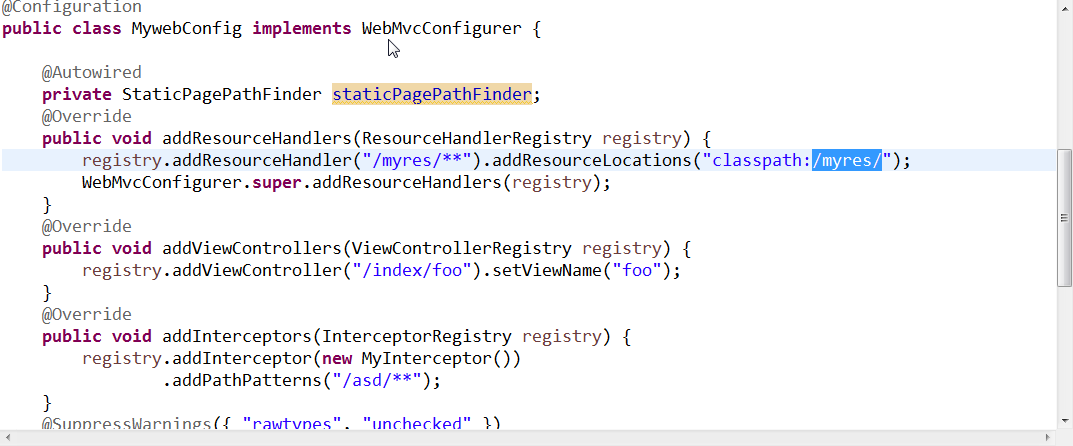 @Configuration
public class MywebConfig implements WebMvcConfigurer {
@Autowired
private StaticPagePathFinder staticPagePathFinder;
@Override
public void addResourceHandlers(ResourceHandlerRegistry registry) {
registry.addResourceHandler("/myres/**").addResourceLocations("classpath:/myres/");
WebMvcConfigurer.super.addResourceHandlers(registry);
}
@Override
public void addViewControllers(ViewControllerRegistry registry) {
registry.addViewController("/index/foo").setViewName("foo");
}
@Override
public void addInterceptors(InterceptorRegistry registry) {
registry.addInterceptor(new MyInterceptor())
.addPathPatterns("/asd/**");
}
@SuppressWarnings({ "rawtypes", "unchecked" })